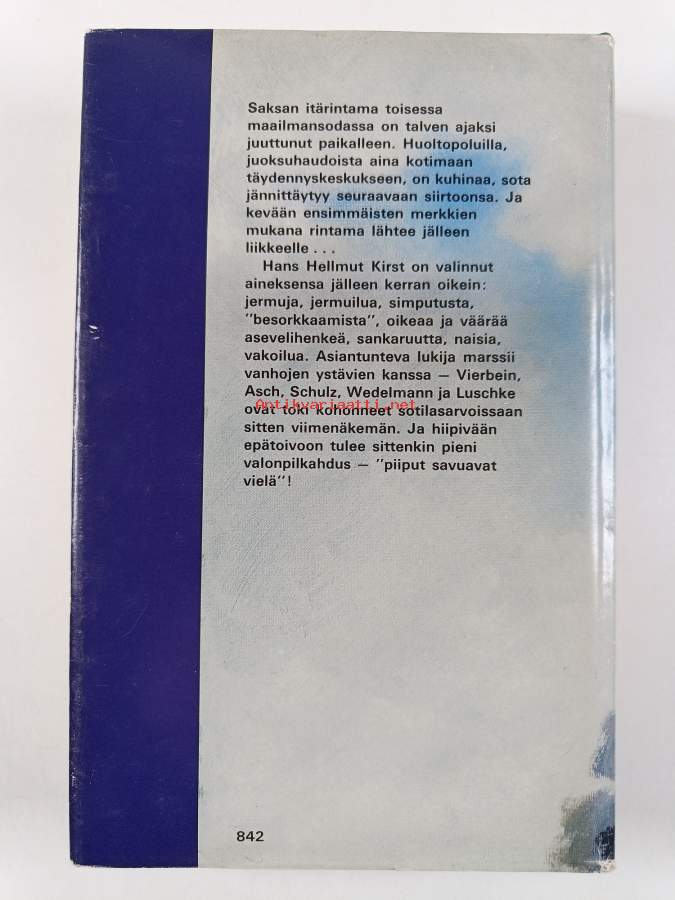 Saksan itärintama toisessa
maailmansodassa on talven ajaksi
juuttunut paikalleen. Huoltopoluilla,
juoksuhaudoista aina kotimaan
täydennyskeskukseen, on kuhinaa, sota
jännittäytyy seuraavaan siirtoonsa. Ja
kevään ensimmäisten merkkien
mukana rintama lähtee jälleen
liikkeelle . . .
Hans Hellmut Kirst on valinnut
aineksensa jälleen kerran oikein:
jermuja, jermuilua, simputusta,
"besorkkaamista", oikeaa ja väärää
asevelihenkeä, sankaruutta, naisia,
vakoilua. Asiantunteva lukija marssii
vanhojen ystävien kanssa – Vierbein,
Asch, Schulz, Wedelmann ja Luschke
Antikvariaatti.net
ovat toki kohonneet sotilasarvoissaan
sitten viimenäkemän. Ja hiipivään
epätoivoon tulee sittenkin pieni
valonpilkahdus – "piiput savuavat
vielä"!
842